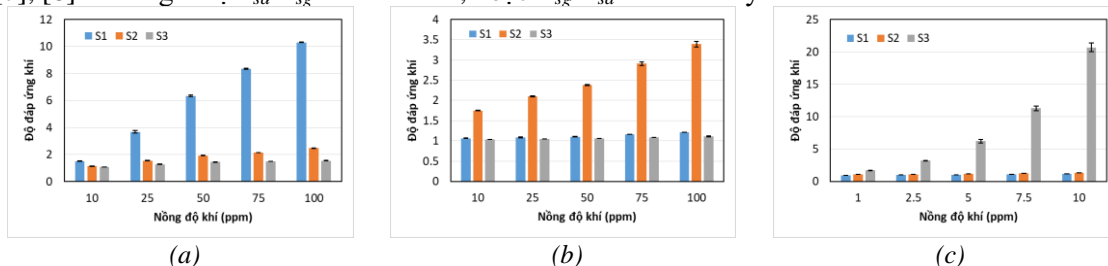 S1 S2 S3
Độ đáp ứng khí
12
10
8
6
4
2
0
10 25 50 75 100
Nồng độ khí (ppm)
(a)
S1 S2 S3
Độ đáp ứng khí
4
3.5
3
2.5
2
1.5
1
0.5
0
10 25 50 75 100
Nồng độ khí (ppm)
(b)
S1 S2 S3
Độ đáp ứng khí
25
20
15
10
5
0
1 2.5 5 7.5 10
Nồng độ khí (ppm)
(c)